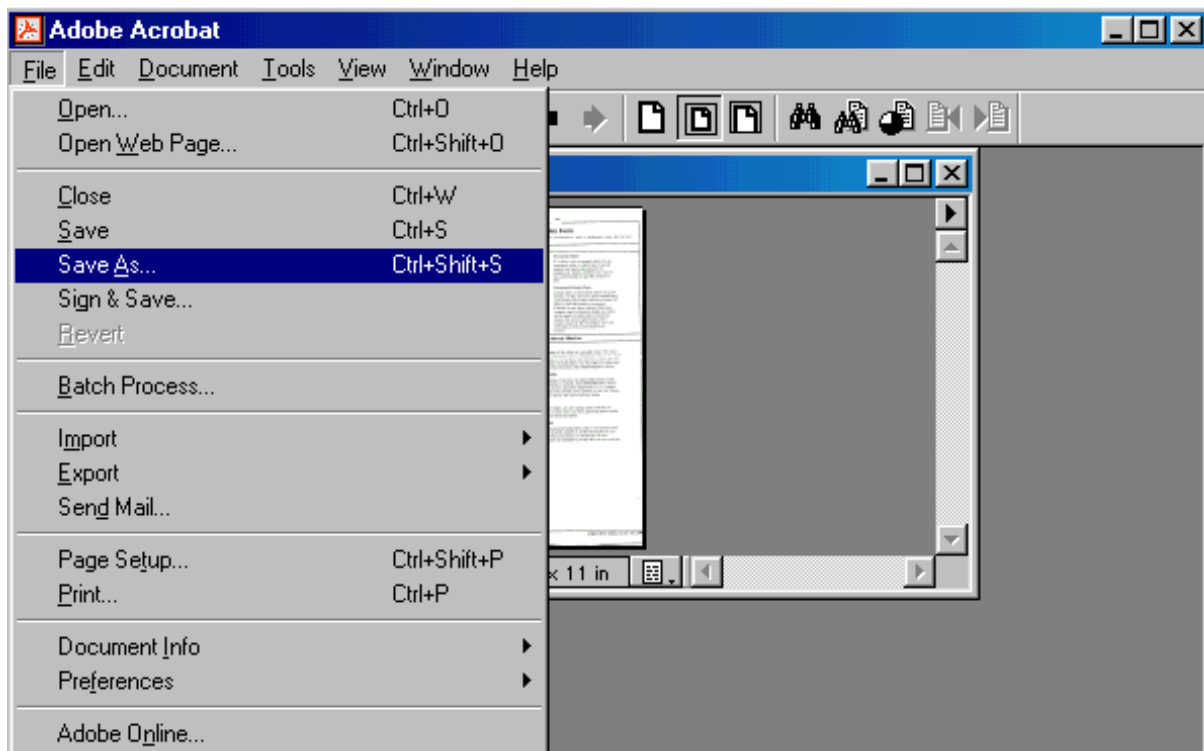 Adobe Acrobat
File Edit Document Tools View Window Help
Open... Ctrl+O
Open Web Page... Ctrl+Shift+O
Close Ctrl+W
Save Ctrl+S
Save As... Ctrl+Shift+S
Sign & Save...
Revert
Batch Process...
Import
Export
Send Mail...
Page Setup... Ctrl+Shift+P
x 11 in
Print... Ctrl+P
Document Info
Preferences
Adobe Online...